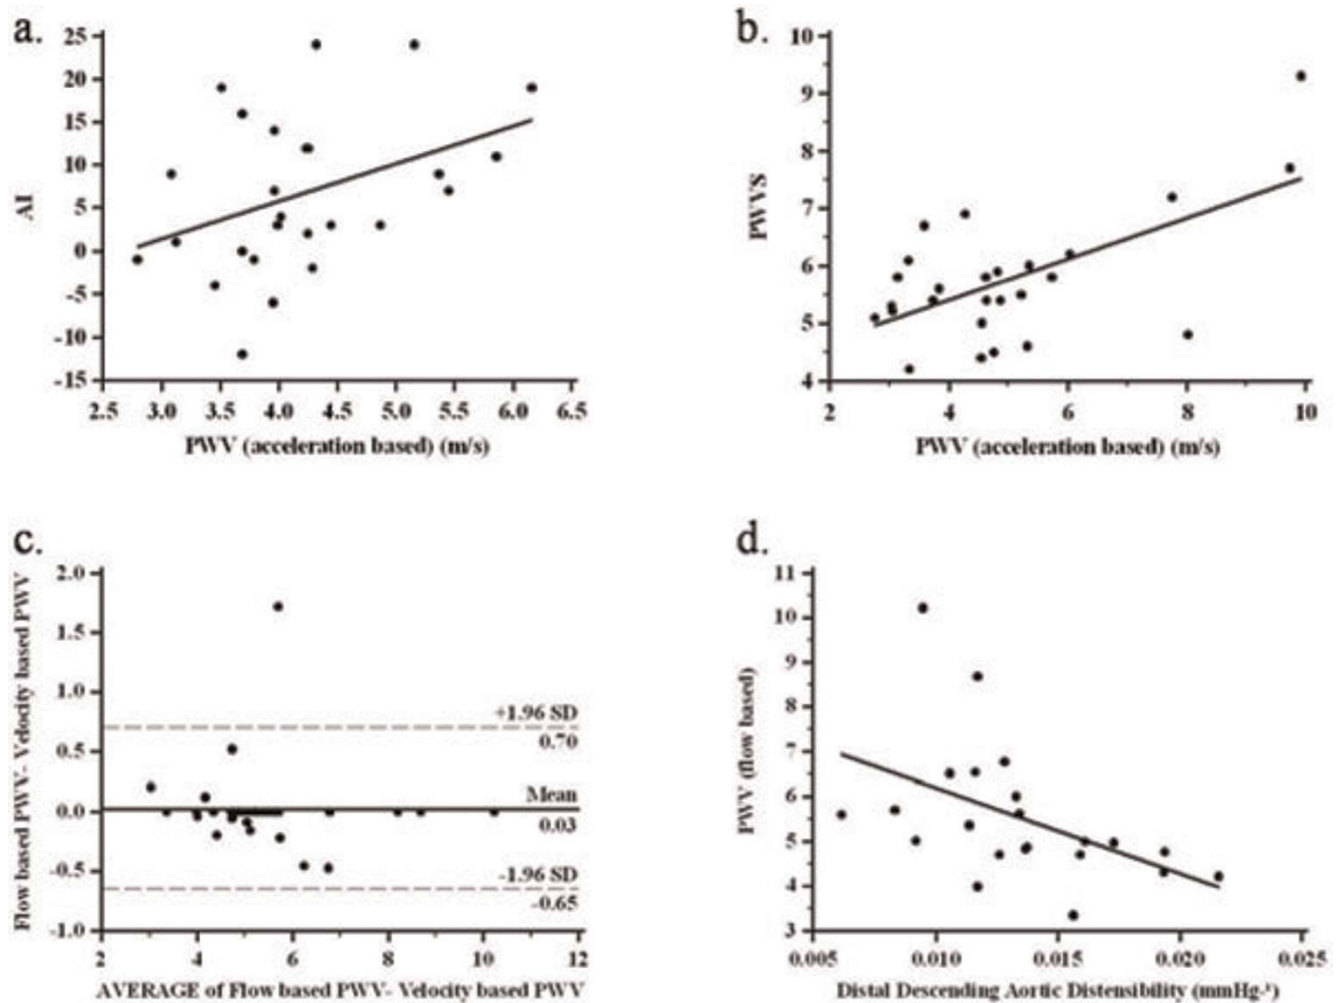 a.
25
20
15
10
5
0
-5
-10
-15
AI
2.5 3.0 3.5 4.0 4.5 5.0 5.5 6.0 6.5
PWV (acceleration based) (m/s)
b.
10
9
8
7
6
5
4
PWVS
2 4 6 8 10
PWV (acceleration based) (m/s)
c.
2.0
1.5
1.0
0.5
0.0
-0.5
-1.0
Flow based PWV- Velocity based PWV
+1.96 SD
0.70
Mean
0.03
-1.96 SD
-0.65
2 4 6 8 10 12
AVERAGE of Flow based PWV- Velocity based PWV
d.
11
10
9
8
7
6
5
4
3
PWV (flow based)
0.005 0.010 0.015 0.020 0.025
Distal Descending Aortic Distensibility